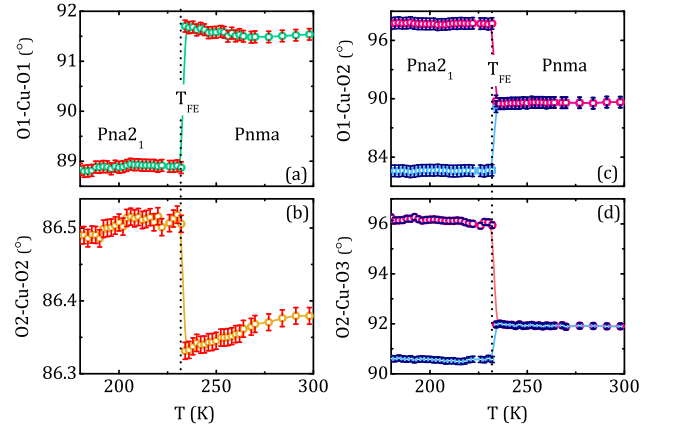 92
91
90
89
O1-Cu-O1 (°)
Pna2₁
T_FE
Pnma
(a)
96
90
84
O1-Cu-O2 (°)
Pna2₁
T_FE
Pnma
(c)
86.5
86.4
86.3
O2-Cu-O2 (°)
(b)
200
250
300
T (K)
96
94
92
90
O2-Cu-O3 (°)
(d)
200
250
300
T (K)